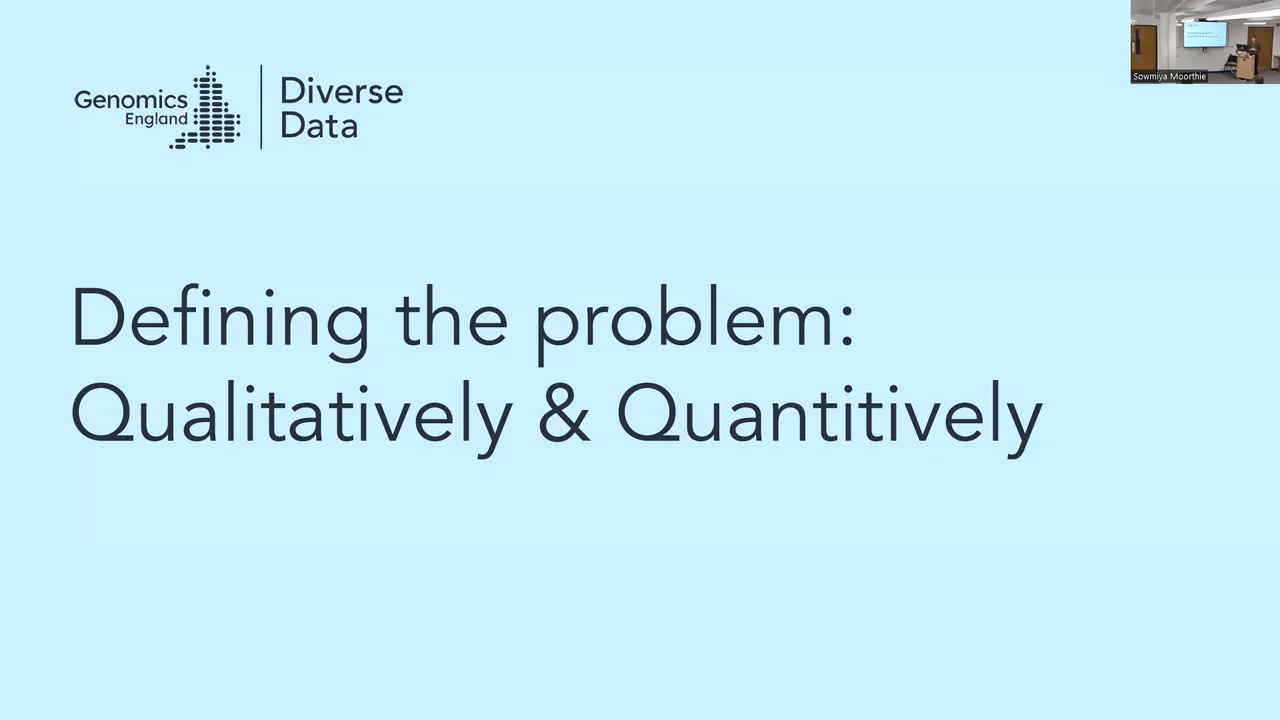 Genomics
England
Diverse
Data
Sowmiya Moorthie
Defining the problem:
Qualitatively & Quantitively